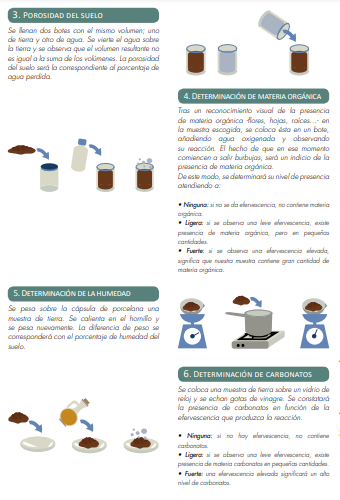 3. Porosidad del suelo
Se llenan dos botes con el mismo volumen; uno
de tierra y otro de agua. Se vierte el agua sobre
la tierra y se observa que el volumen resultante no
es igual a la suma de los volúmenes. La porosidad
del suelo será la correspondiente al porcentaje de
agua perdida.
4. Determinación de materia orgánica
Tras un reconocimiento visual de la presencia
de materia orgánica -flores, hojas, raíces…- en
la muestra escogida, se coloca ésta en un bote,
añadiendo agua oxigenada y observando
su reacción. El hecho de que en ese momento
comiencen a salir burbujas, será un indicio de la
presencia de materia orgánica.
De este modo, se determinará su nivel de presencia
atendiendo a:
• Ninguna: si no se da efervescencia, no contiene materia
orgánica.
• Ligera: si se observa una leve efervescencia, existe
presencia de materia orgánica, pero en pequeñas
cantidades.
• Fuerte: si se observa una efervescencia elevada,
significa que nuestra muestra contiene gran cantidad de
materia orgánica.
5. Determinación de la humedad
Se pesa sobre la cápsula de porcelana una
muestra de tierra. Se calienta en el hornillo y
se pesa nuevamente. La diferencia de peso se
corresponderá con el porcentaje de humedad del
suelo.
6. Determinación de carbonatos
Se coloca una muestra de tierra sobre un vidrio de
reloj y se echan gotas de vinagre. Se constatará
la presencia de carbonatos en función de la
efervescencia que produzca la reacción.
• Ninguna: si no hay efervescencia, no contiene
carbonatos.
• Ligera: si se observa una leve efervescencia, existe
presencia de materia carbonatos en pequeñas cantidades.
• Fuerte: una efervescencia elevada significará un alto
nivel de carbonatos.